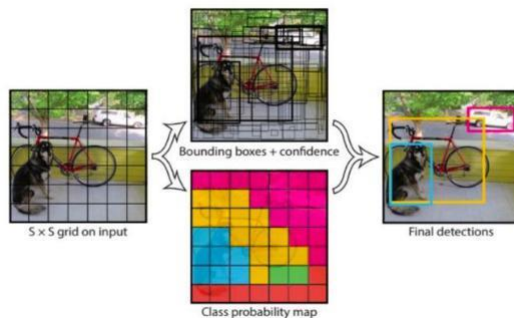 Bounding boxes + confidence
S × S grid on input
Final detections
Class probability map